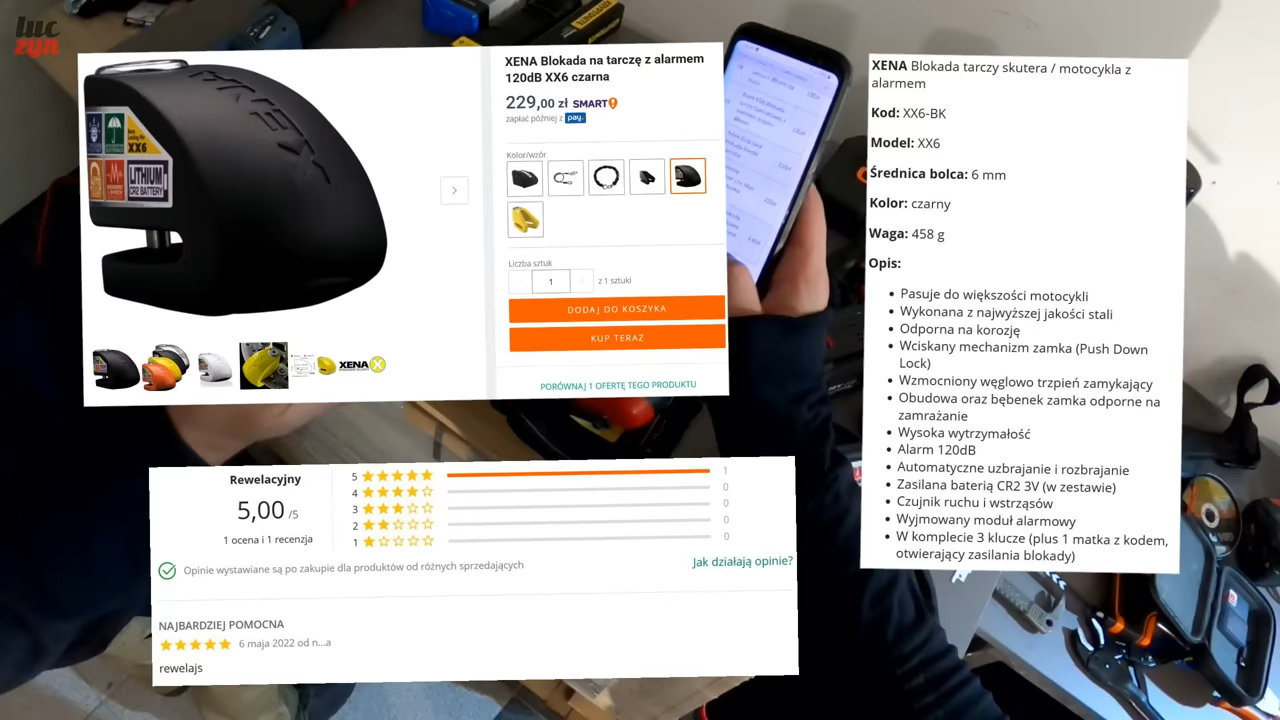 luc
zyn
XENA
XX6
LITHIUM
CR2 BATTERY
XENA Blokada na tarczę z alarmem
120dB XX6 czarna
229,00 zł SMART!
zapłać później z pay
Kolor/wzór
Liczba sztuk
1
z 1 sztuki
DODAJ DO KOSZYKA
KUP TERAZ
PORÓWNAJ 1 OFERTĘ TEGO PRODUKTU
XENA X
XENA Blokada tarczy skutera / motocykla z
alarmem
Kod: XX6-BK
Model: XX6
Średnica bolca: 6 mm
Kolor: czarny
Waga: 458 g
Opis:
Pasuje do większości motocykli
Wykonana z najwyższej jakości stali
Odporna na korozję
Wciskany mechanizm zamka (Push Down
Lock)
Wzmocniony węglowo trzpień zamykający
Obudowa oraz bębenek zamka odporne na
zamrażanie
Wysoka wytrzymałość
Alarm 120dB
Automatyczne uzbrajanie i rozbrajanie
Zasilana baterią CR2 3V (w zestawie)
Czujnik ruchu i wstrząsów
Wyjmowany moduł alarmowy
W komplecie 3 klucze (plus 1 matka z kodem,
otwierający zasilania blokady)
Rewelacyjny
5,00 /5
1 ocena i 1 recenzja
5 1
4 0
3 0
2 0
1 0
Opinie wystawiane są po zakupie dla produktów od różnych sprzedających
Jak działają opinie?
NAJBARDZIEJ POMOCNA
6 maja 2022 od n...a
rewelajs